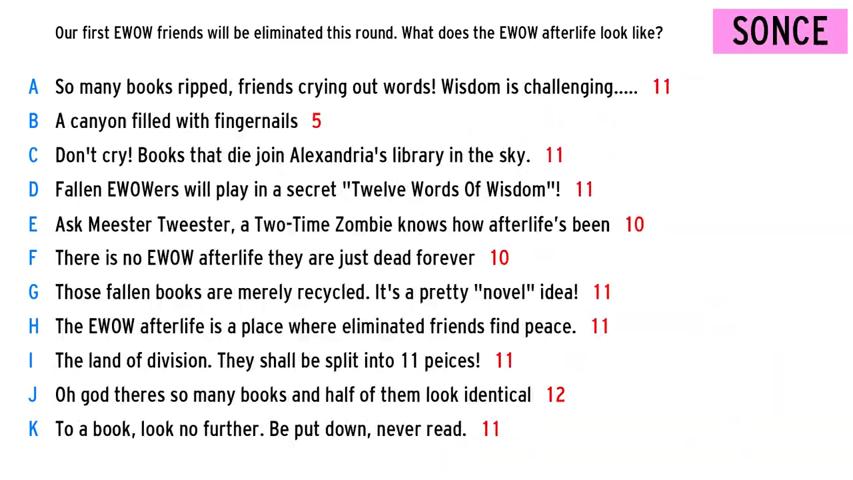 Our first EWOW friends will be eliminated this round. What does the EWOW afterlife look like?
SONCE
A So many books ripped, friends crying out words! Wisdom is challenging..... 11
B A canyon filled with fingernails 5
C Don't cry! Books that die join Alexandria's library in the sky. 11
D Fallen EWOWers will play in a secret "Twelve Words Of Wisdom"! 11
E Ask Meester Tweester, a Two-Time Zombie knows how afterlife's been 10
F There is no EWOW afterlife they are just dead forever 10
G Those fallen books are merely recycled. It's a pretty "novel" idea! 11
H The EWOW afterlife is a place where eliminated friends find peace. 11
I The land of division. They shall be split into 11 peices! 11
J Oh god theres so many books and half of them look identical 12
K To a book, look no further. Be put down, never read. 11